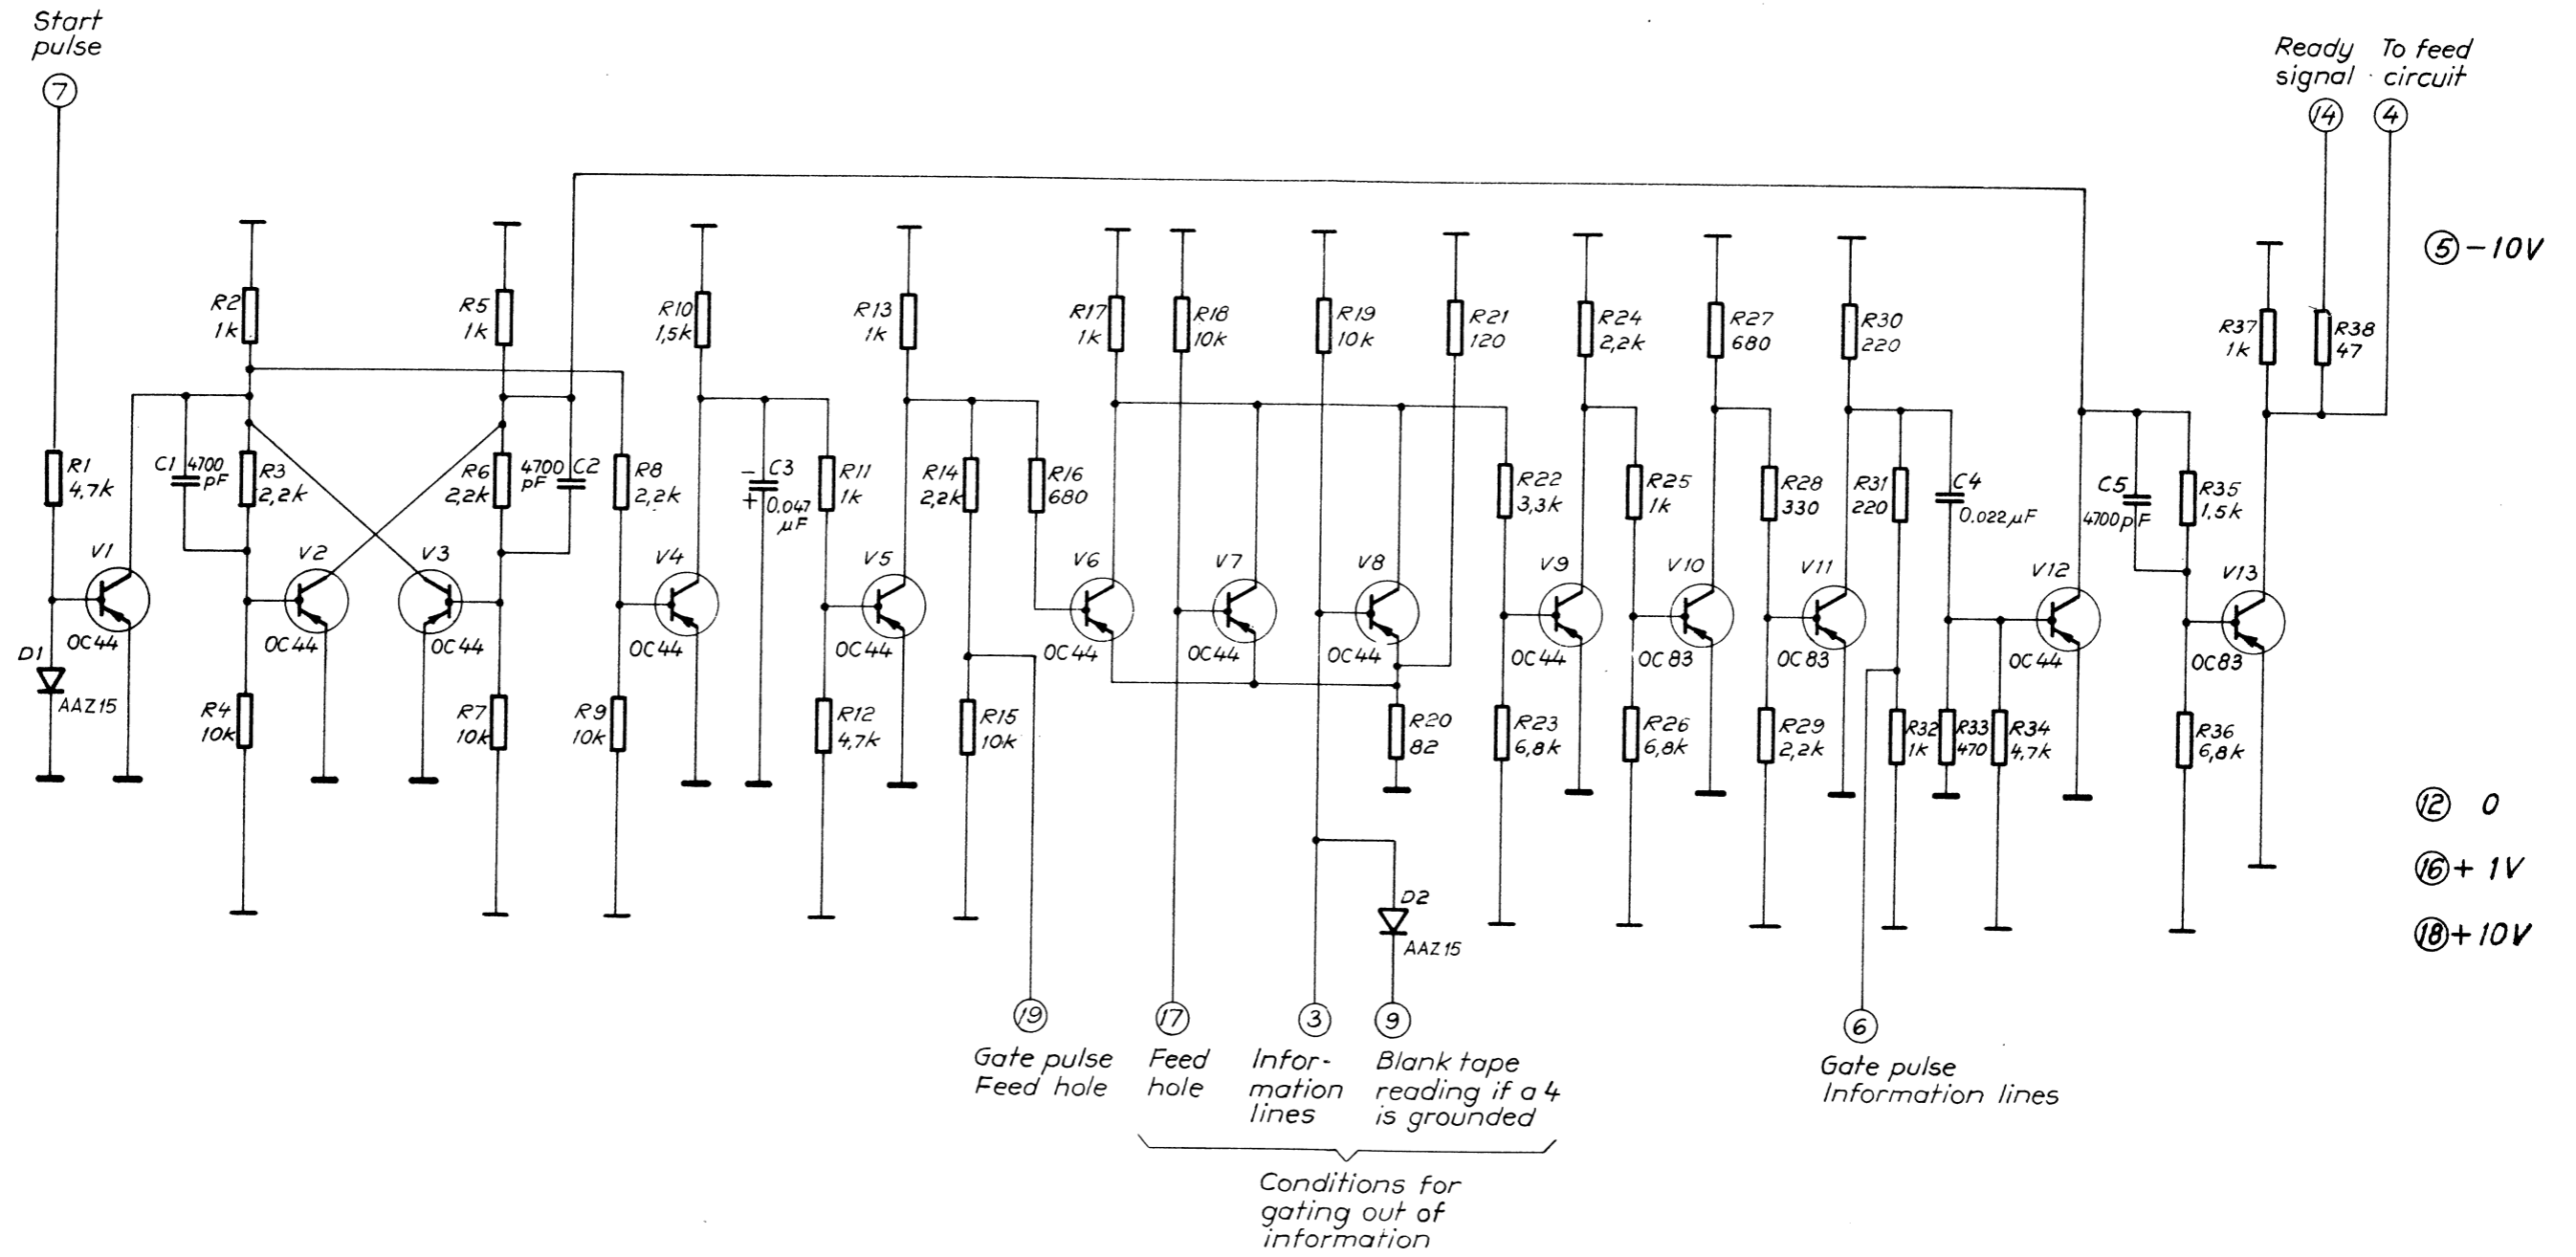 Start
pulse
7
Ready
signal
To feed
circuit
14
4
5 -10V
R2
1k
R5
1k
R10
1,5k
R13
1k
R17
1k
R18
10k
R19
10k
R21
120
R24
2,2k
R27
680
R30
220
R37
1k
R38
47
R1
4,7k
C1 4700
pF
R3
2,2k
R6
2,2k
4700 C2
pF
R8
2,2k
- C3
+ 0,047
µF
R11
1k
R14
2,2k
R16
680
R22
3,3k
R25
1k
R28
330
R31
220
C4
0.022µF
C5
4700pF
R35
1,5k
V1
OC44
V2
OC44
V3
OC44
V4
OC44
V5
OC44
V6
OC44
V7
OC44
V8
OC44
V9
OC44
V10
OC83
V11
OC83
V12
OC44
V13
OC83
D1
AAZ15
R4
10k
R7
10k
R9
10k
R12
4,7k
R15
10k
R20
82
R23
6,8k
R26
6,8k
R29
2,2k
R32
1k
R33
470
R34
4,7k
R36
6,8k
12 0
16 + 1V
18 +10V
D2
AAZ15
19
Gate pulse
Feed hole
17
Feed
hole
3
Infor-
mation
lines
9
Blank tape
reading if a 4
is grounded
6
Gate pulse
Information lines
Conditions for
gating out of
information